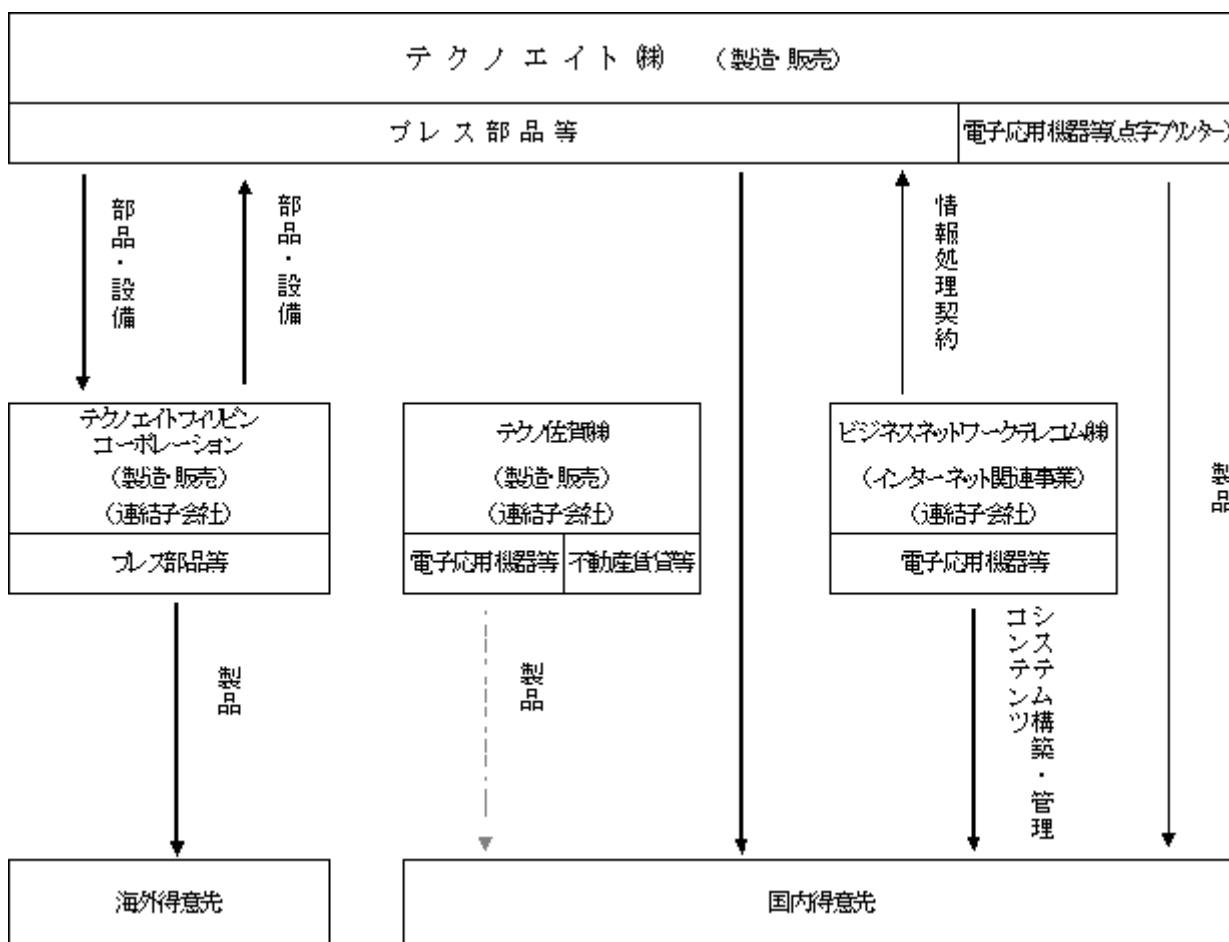 テクノエイト㈱ （製造・販売）
プレス部品等
電子応用機器等(点字プリンター)
部品・設備
部品・設備
情報処理契約
テクノエイトフィリピン
コーポレーション
（製造・販売）
（連結子会社）
プレス部品等
テクノ佐賀㈱
（製造・販売）
（連結子会社）
電子応用機器等
不動産賃貸等
ビジネスネットワークテレコム㈱
（インターネット関連事業）
（連結子会社）
電子応用機器等
製品
製品
製品
システム構築・管理
コンテンツ
海外得意先
国内得意先